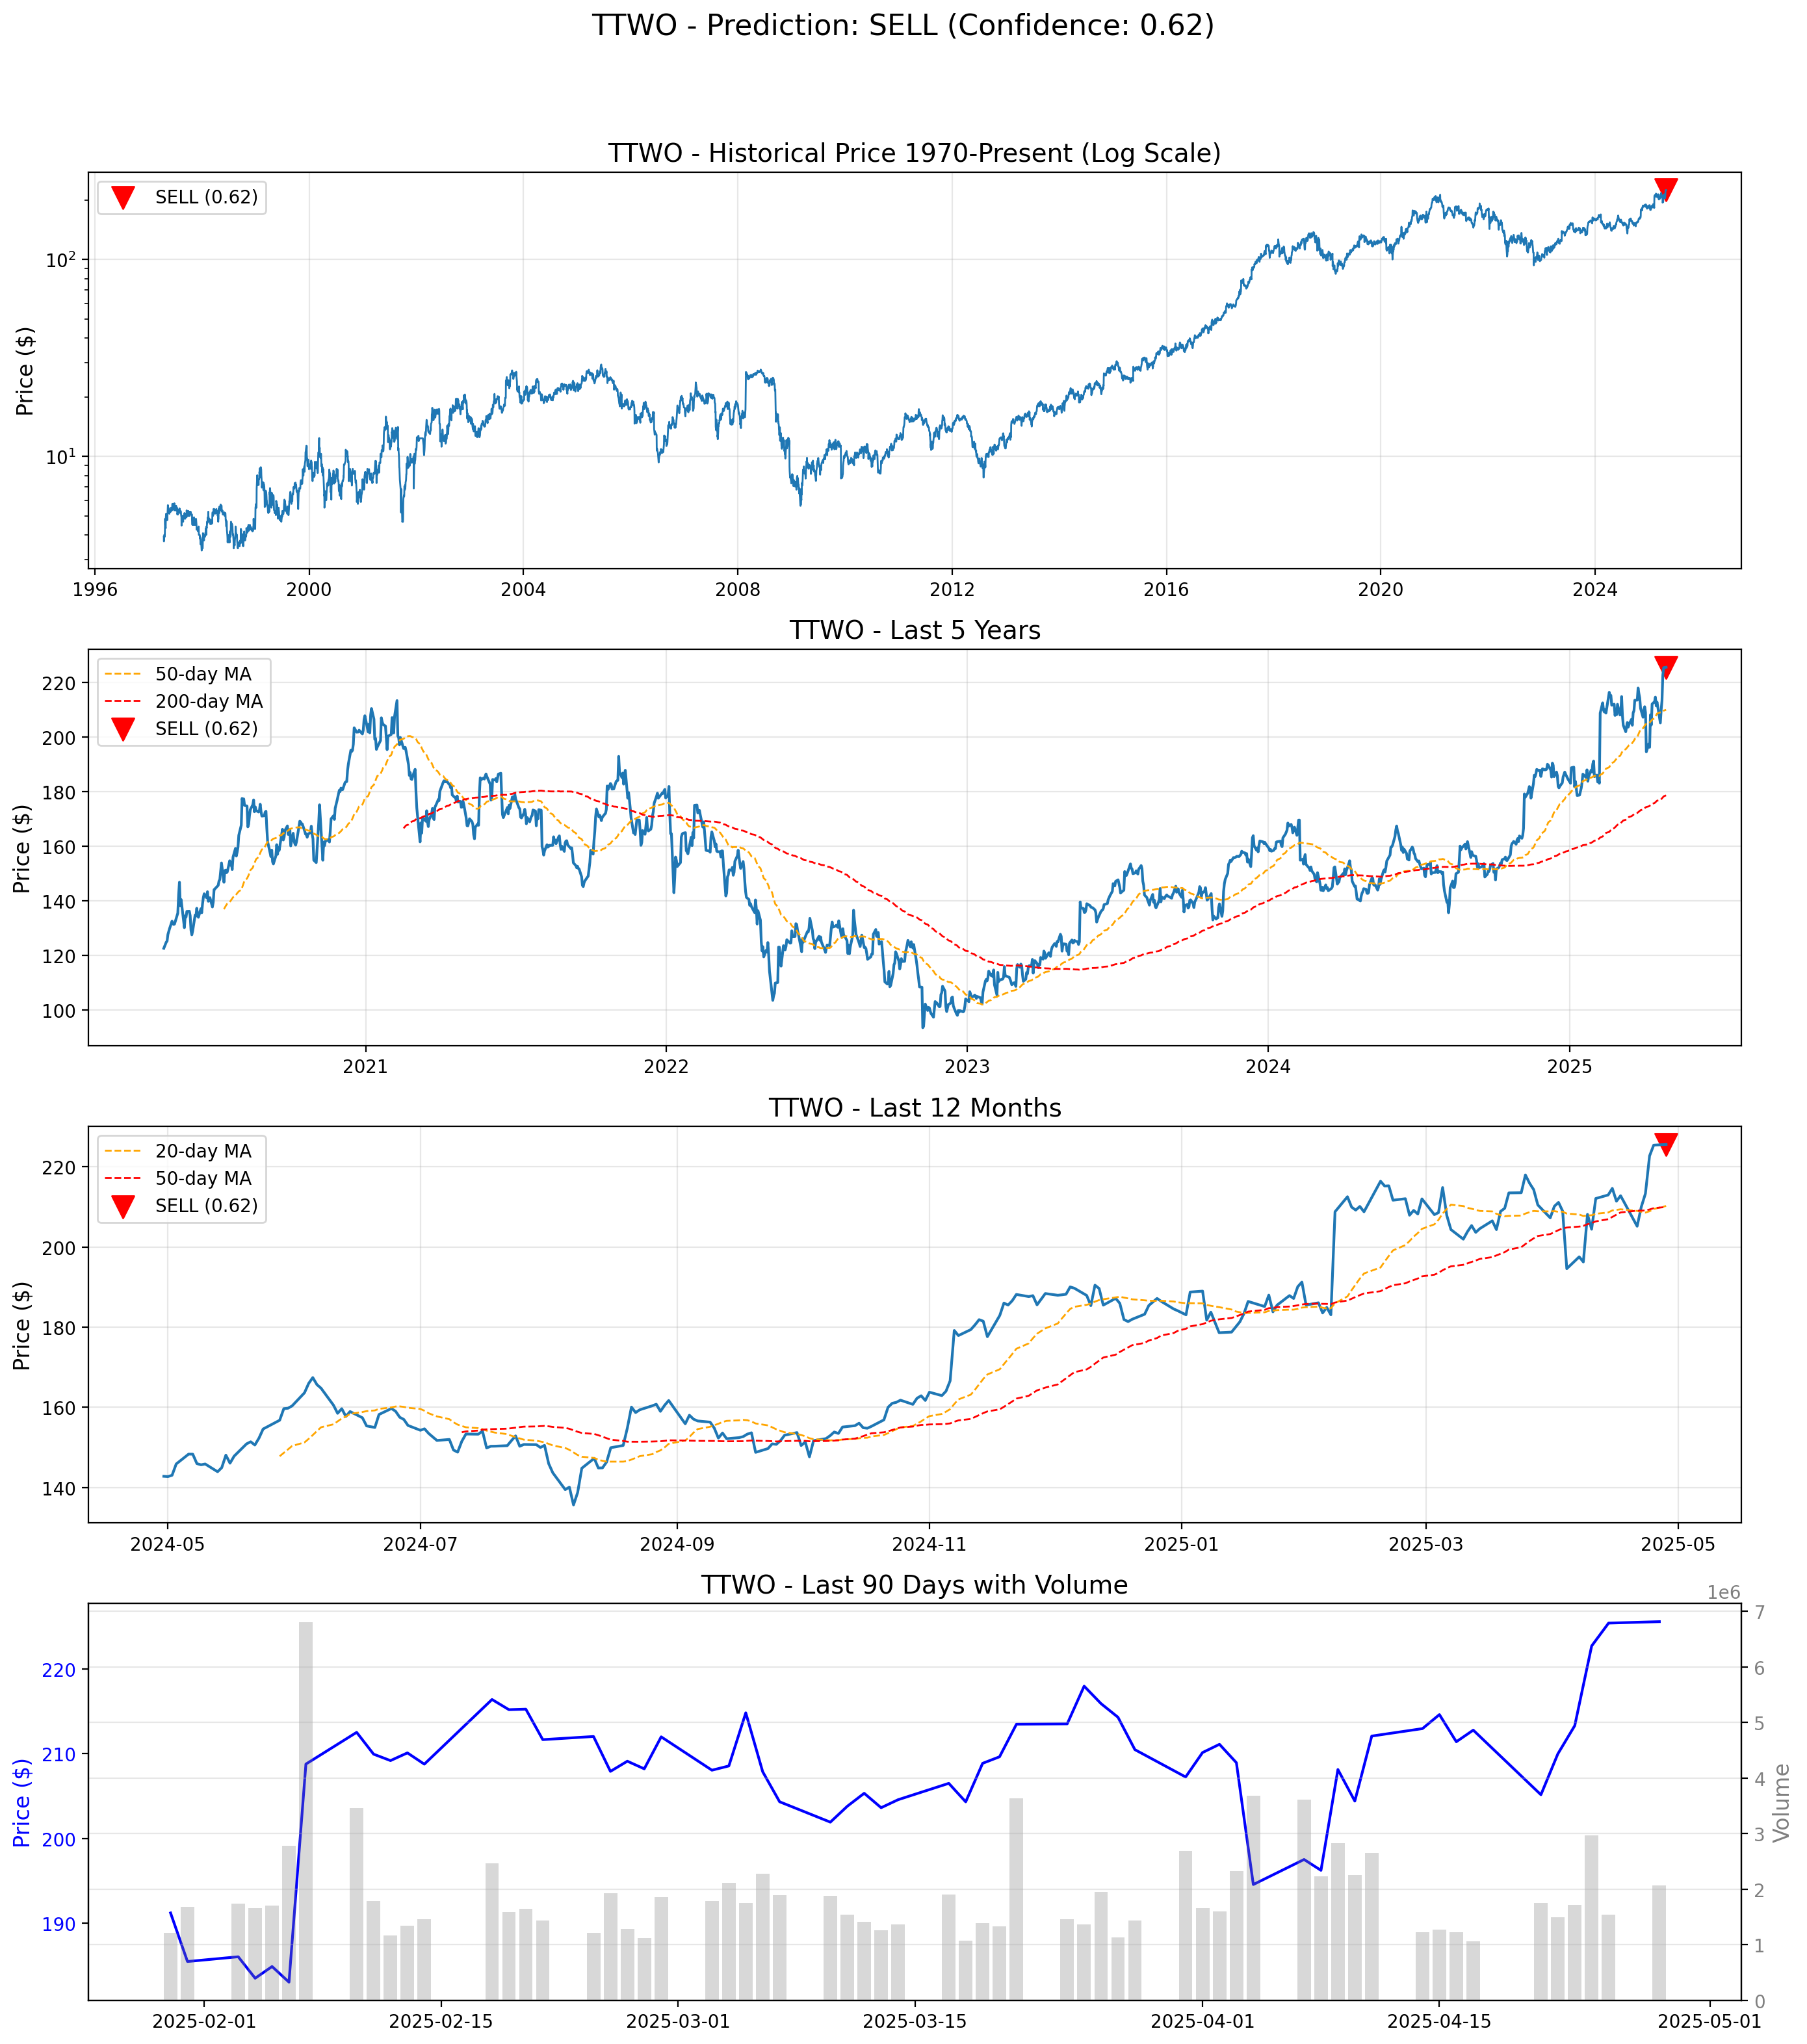 TTWO - Prediction: SELL (Confidence: 0.62)
TTWO - Historical Price 1970-Present (Log Scale)
SELL (0.62)
Price ($)
10²
10¹
1996 2000 2004 2008 2012 2016 2020 2024
TTWO - Last 5 Years
50-day MA
200-day MA
SELL (0.62)
Price ($)
220
200
180
160
140
120
100
2021 2022 2023 2024 2025
TTWO - Last 12 Months
20-day MA
50-day MA
SELL (0.62)
Price ($)
220
200
180
160
140
2024-05 2024-07 2024-09 2024-11 2025-01 2025-03 2025-05
TTWO - Last 90 Days with Volume
1e6
Price ($)
220
210
200
190
7
6
5
4
3
2
1
0
Volume
2025-02-01 2025-02-15 2025-03-01 2025-03-15 2025-04-01 2025-04-15 2025-05-01